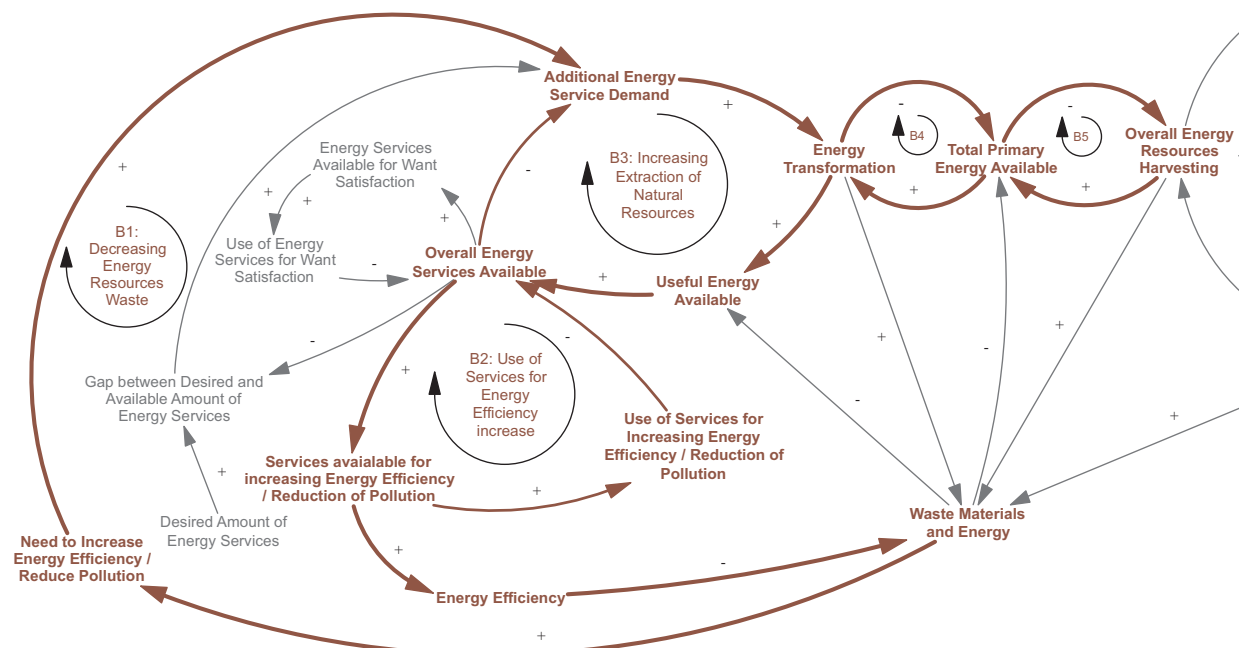 Additional Energy
Service Demand
+
-
-
Energy
Transformation
B4
Total Primary
Energy Available
B5
Overall Energy
Resources
Harvesting
+
+
Energy Services
Available for Want
Satisfaction
-
B3: Increasing
Extraction of
Natural
Resources
+
+
+
+
+
B1:
Decreasing
Energy
Resources
Waste
Use of Energy
Services for Want
Satisfaction
-
Overall Energy
Services Available
+
Useful Energy
Available
-
+
B2: Use of
Services for
Energy
Efficiency
increase
-
+
-
+
Gap between Desired and
Available Amount of
Energy Services
-
+
Use of Services for
Increasing Energy
Efficiency / Reduction of
Pollution
Services avaialable for
increasing Energy Efficiency
/ Reduction of Pollution
+
+
Desired Amount of
Energy Services
Waste Materials
and Energy
Need to Increase
Energy Efficiency /
Reduce Pollution
+
-
Energy Efficiency
+